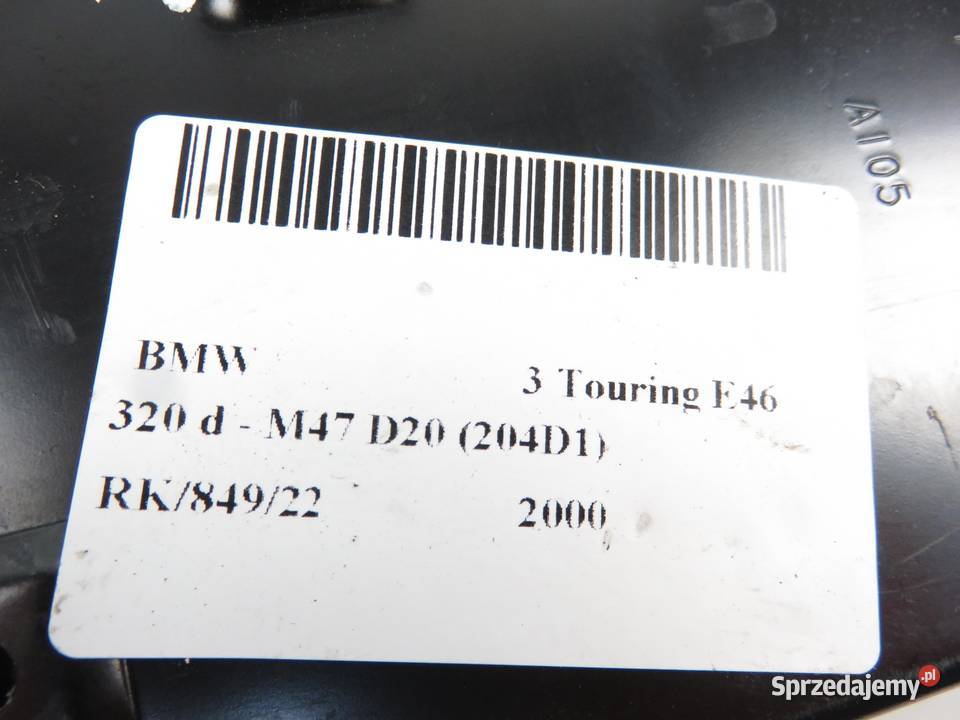 A105
BMW 3 Touring E46
320 d - M47 D20 (204D1)
RK/849/22 2000
Sprzedajemy.pl